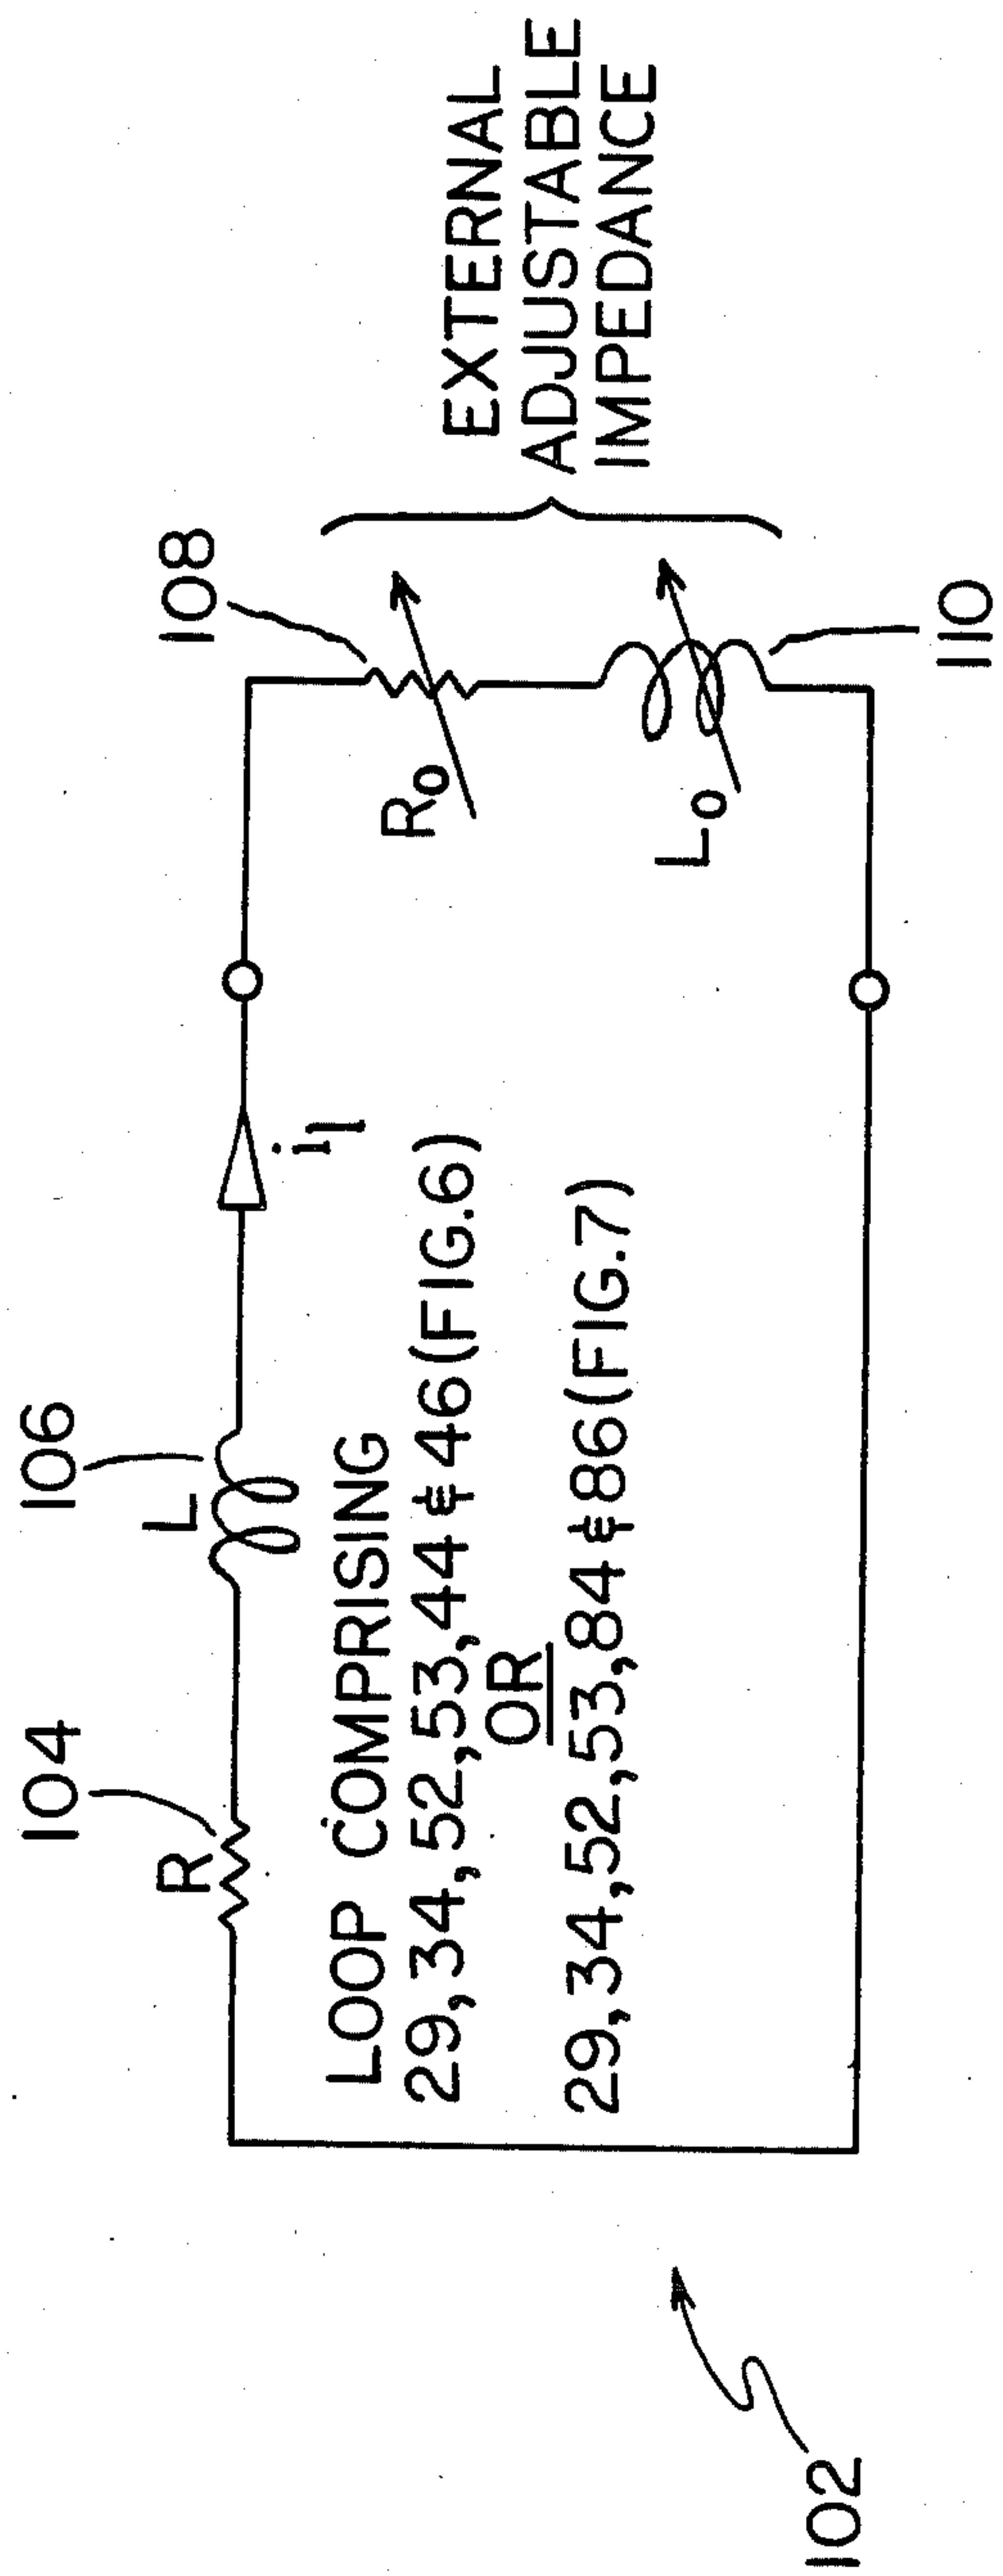 104
106
R
L
i1
108
R0
L0
110
EXTERNAL
ADJUSTABLE
IMPEDANCE
LOOP COMPRISING
29,34,52,53,44 & 46(FIG.6)
OR
29,34,52,53,84 & 86(FIG.7)
102